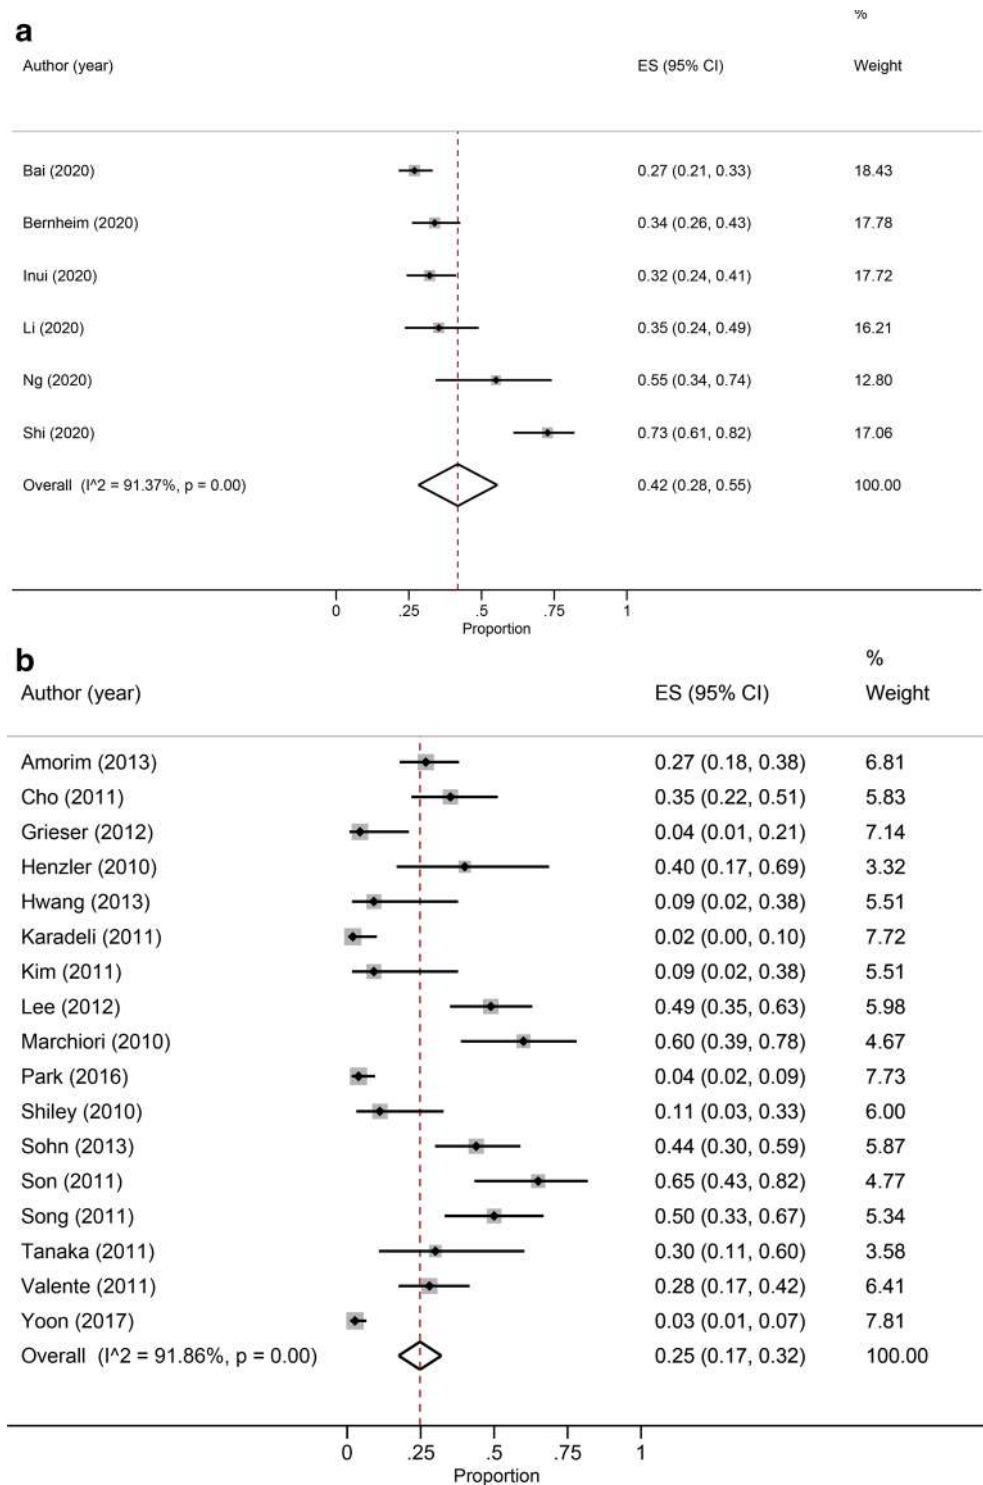 a
%
Author (year) ES (95% CI) Weight
Bai (2020) 0.27 (0.21, 0.33) 18.43
Bernheim (2020) 0.34 (0.26, 0.43) 17.78
Inui (2020) 0.32 (0.24, 0.41) 17.72
Li (2020) 0.35 (0.24, 0.49) 16.21
Ng (2020) 0.55 (0.34, 0.74) 12.80
Shi (2020) 0.73 (0.61, 0.82) 17.06
Overall (I^2 = 91.37%, p = 0.00) 0.42 (0.28, 0.55) 100.00
0 .25 .5 .75 1
Proportion
b
%
Author (year) ES (95% CI) Weight
Amorim (2013) 0.27 (0.18, 0.38) 6.81
Cho (2011) 0.35 (0.22, 0.51) 5.83
Grieser (2012) 0.04 (0.01, 0.21) 7.14
Henzler (2010) 0.40 (0.17, 0.69) 3.32
Hwang (2013) 0.09 (0.02, 0.38) 5.51
Karadeli (2011) 0.02 (0.00, 0.10) 7.72
Kim (2011) 0.09 (0.02, 0.38) 5.51
Lee (2012) 0.49 (0.35, 0.63) 5.98
Marchiori (2010) 0.60 (0.39, 0.78) 4.67
Park (2016) 0.04 (0.02, 0.09) 7.73
Shiley (2010) 0.11 (0.03, 0.33) 6.00
Sohn (2013) 0.44 (0.30, 0.59) 5.87
Son (2011) 0.65 (0.43, 0.82) 4.77
Song (2011) 0.50 (0.33, 0.67) 5.34
Tanaka (2011) 0.30 (0.11, 0.60) 3.58
Valente (2011) 0.28 (0.17, 0.42) 6.41
Yoon (2017) 0.03 (0.01, 0.07) 7.81
Overall (I^2 = 91.86%, p = 0.00) 0.25 (0.17, 0.32) 100.00
0 .25 .5 .75 1
Proportion